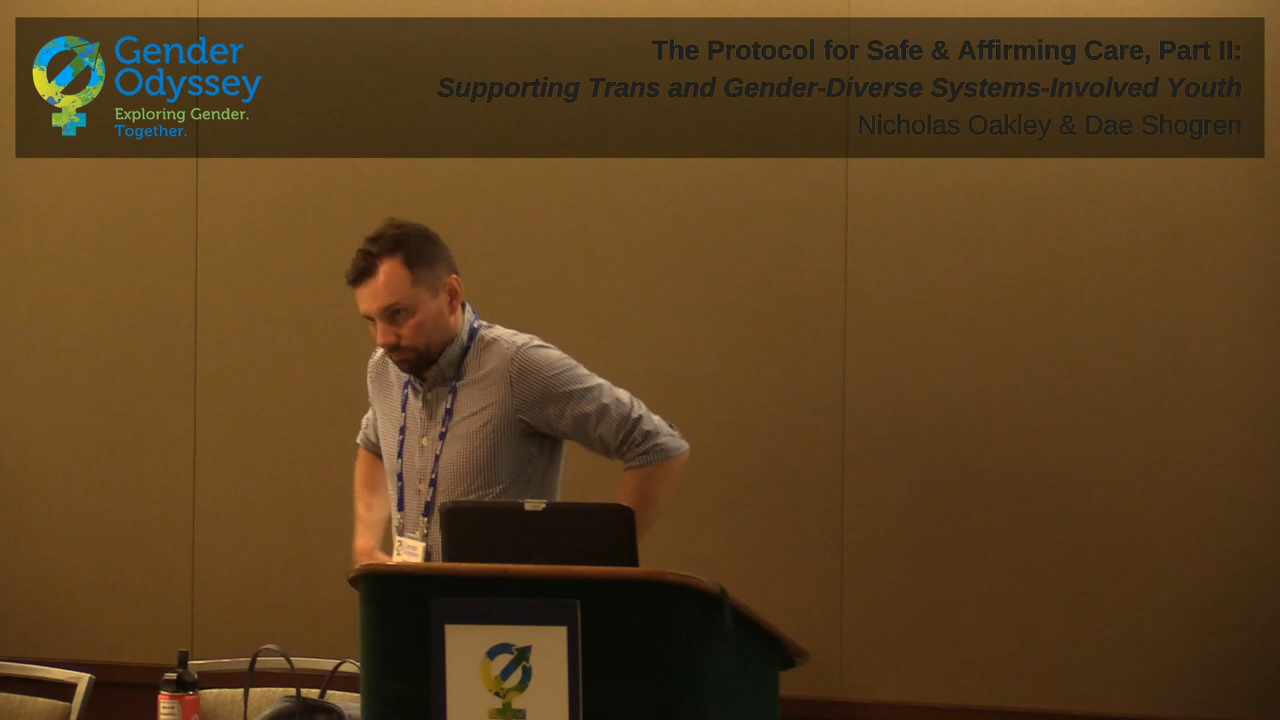 Gender
Odyssey
Exploring Gender.
Together.
The Protocol for Safe & Affirming Care, Part II:
Supporting Trans and Gender-Diverse Systems-Involved Youth
Nicholas Oakley & Dae Shogren